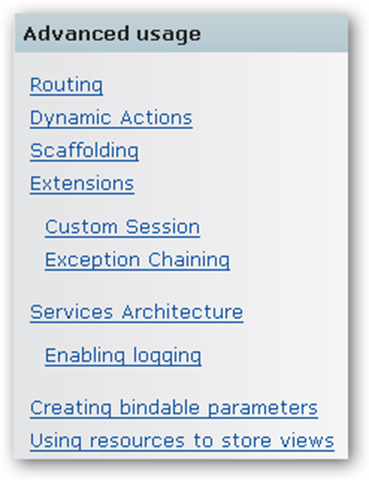 Advanced usage
Routing
Dynamic Actions
Scaffolding
Extensions
Custom Session
Exception Chaining
Services Architecture
Enabling logging
Creating bindable parameters
Using resources to store views